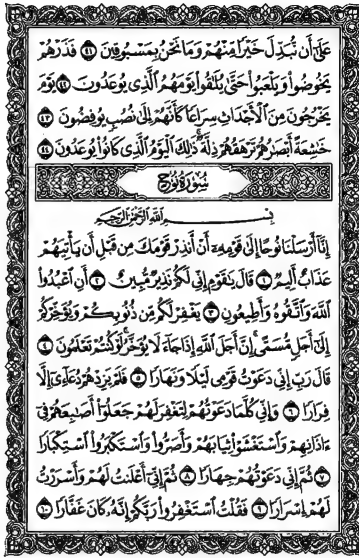 عَلَىٰٓ أَن نُّبَدِّلَ خَيْرًا مِّنْهُمْ وَمَا نَحْنُ بِمَسْبُوقِينَ ٤١ فَذَرْهُمْ
يَخُوضُوا۟ وَيَلْعَبُوا۟ حَتَّىٰ يُلَٰقُوا۟ يَوْمَهُمُ ٱلَّذِى يُوعَدُونَ ٤٢ يَوْمَ
يَخْرُجُونَ مِنَ ٱلْأَجْدَاثِ سِرَاعًا كَأَنَّهُمْ إِلَىٰ نُصُبٍ يُوفِضُونَ ٤٣
خَٰشِعَةً أَبْصَٰرُهُمْ تَرْهَقُهُمْ ذِلَّةٌ ۚ ذَٰلِكَ ٱلْيَوْمُ ٱلَّذِى كَانُوا۟ يُوعَدُونَ ٤٤
سُورَةُ نُوحٍ
بِسْمِ ٱللَّهِ ٱلرَّحْمَٰنِ ٱلرَّحِيمِ
إِنَّآ أَرْسَلْنَا نُوحًا إِلَىٰ قَوْمِهِۦٓ أَنْ أَنذِرْ قَوْمَكَ مِن قَبْلِ أَن يَأْتِيَهُمْ
عَذَابٌ أَلِيمٌ ١ قَالَ يَٰقَوْمِ إِنِّى لَكُمْ نَذِيرٌ مُّبِينٌ ٢ أَنِ ٱعْبُدُوا۟
ٱللَّهَ وَٱتَّقُوهُ وَأَطِيعُونِ ٣ يَغْفِرْ لَكُم مِّن ذُنُوبِكُمْ وَيُؤَخِّرْكُمْ
إِلَىٰٓ أَجَلٍ مُّسَمًّى ۚ إِنَّ أَجَلَ ٱللَّهِ إِذَا جَآءَ لَا يُؤَخَّرُ ۖ لَوْ كُنتُمْ تَعْلَمُونَ ٤
قَالَ رَبِّ إِنِّى دَعَوْتُ قَوْمِى لَيْلًا وَنَهَارًا ٥ فَلَمْ يَزِدْهُمْ دُعَآءِىٓ إِلَّا
فِرَارًا ٦ وَإِنِّى كُلَّمَا دَعَوْتُهُمْ لِتَغْفِرَ لَهُمْ جَعَلُوٓا۟ أَصَٰبِعَهُمْ فِىٓ
ءَاذَانِهِمْ وَٱسْتَغْشَوْا۟ ثِيَابَهُمْ وَأَصَرُّوا۟ وَٱسْتَكْبَرُوا۟ ٱسْتِكْبَارًا
٧ ثُمَّ إِنِّى دَعَوْتُهُمْ جِهَارًا ٨ ثُمَّ إِنِّىٓ أَعْلَنتُ لَهُمْ وَأَسْرَرْتُ
لَهُمْ إِسْرَارًا ٩ فَقُلْتُ ٱسْتَغْفِرُوا۟ رَبَّكُمْ إِنَّهُۥ كَانَ غَفَّارًا ١٠